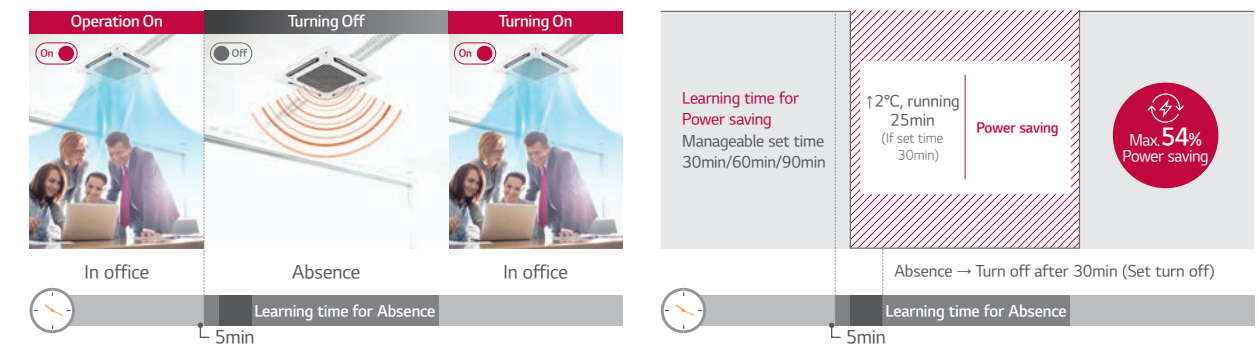 Operation On
Turning Off
Turning On
On
Off
On
In office
Absence
In office
Learning time for Absence
5min
Learning time for
Power saving
Manageable set time
30min/60min/90min
↑2°C, running
25min
(If set time
30min)
Power saving
Max.54%
Power saving
Absence → Turn off after 30min (Set turn off)
Learning time for Absence
5min